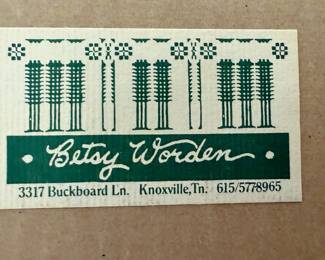 · Betsy Worden ·
3317 Buckboard Ln. Knoxville,Tn. 615/5778965